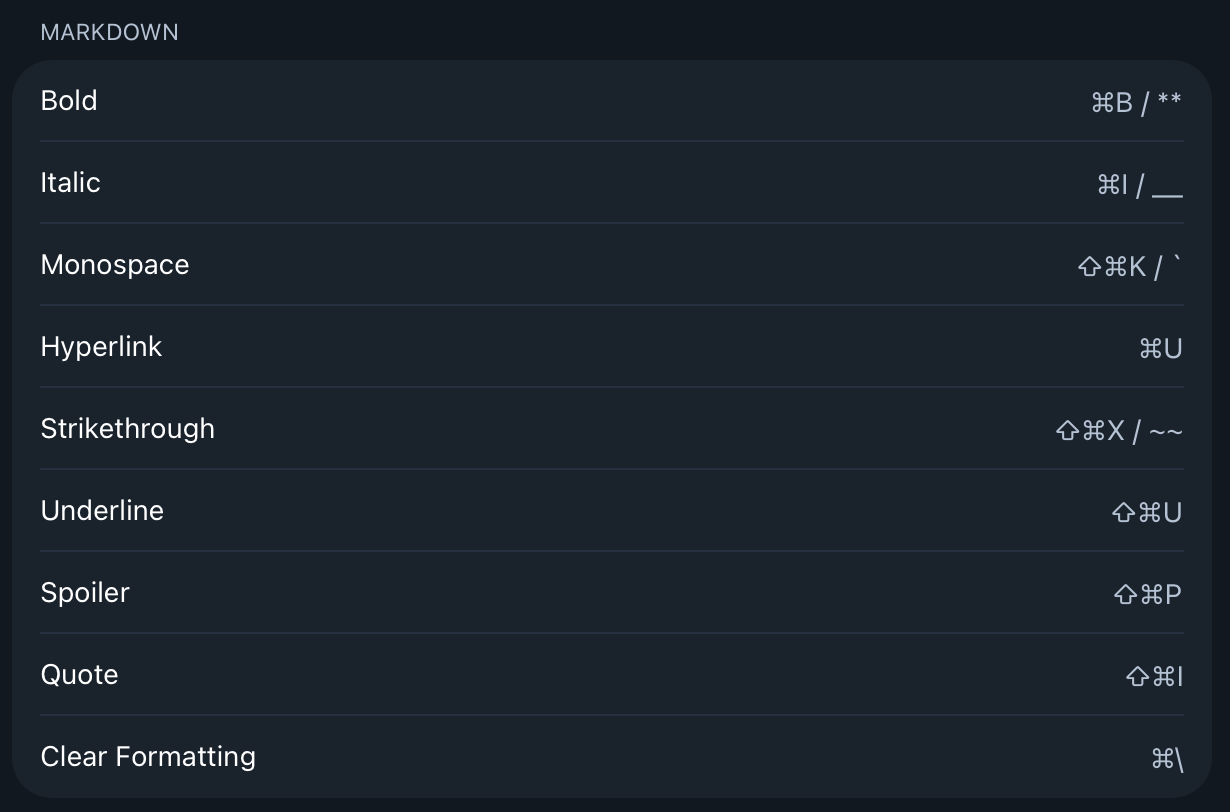 MARKDOWN
Bold ⌘B / **
Italic ⌘I / __
Monospace ⇧⌘K / `
Hyperlink ⌘U
Strikethrough ⇧⌘X / ~~
Underline ⇧⌘U
Spoiler ⇧⌘P
Quote ⇧⌘I
Clear Formatting ⌘\